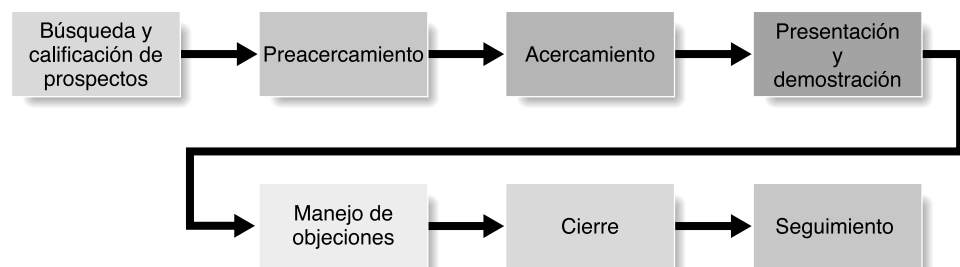 Búsqueda y
calificación de
prospectos
Preacercamiento
Acercamiento
Presentación
y
demostración
Manejo de
objeciones
Cierre
Seguimiento